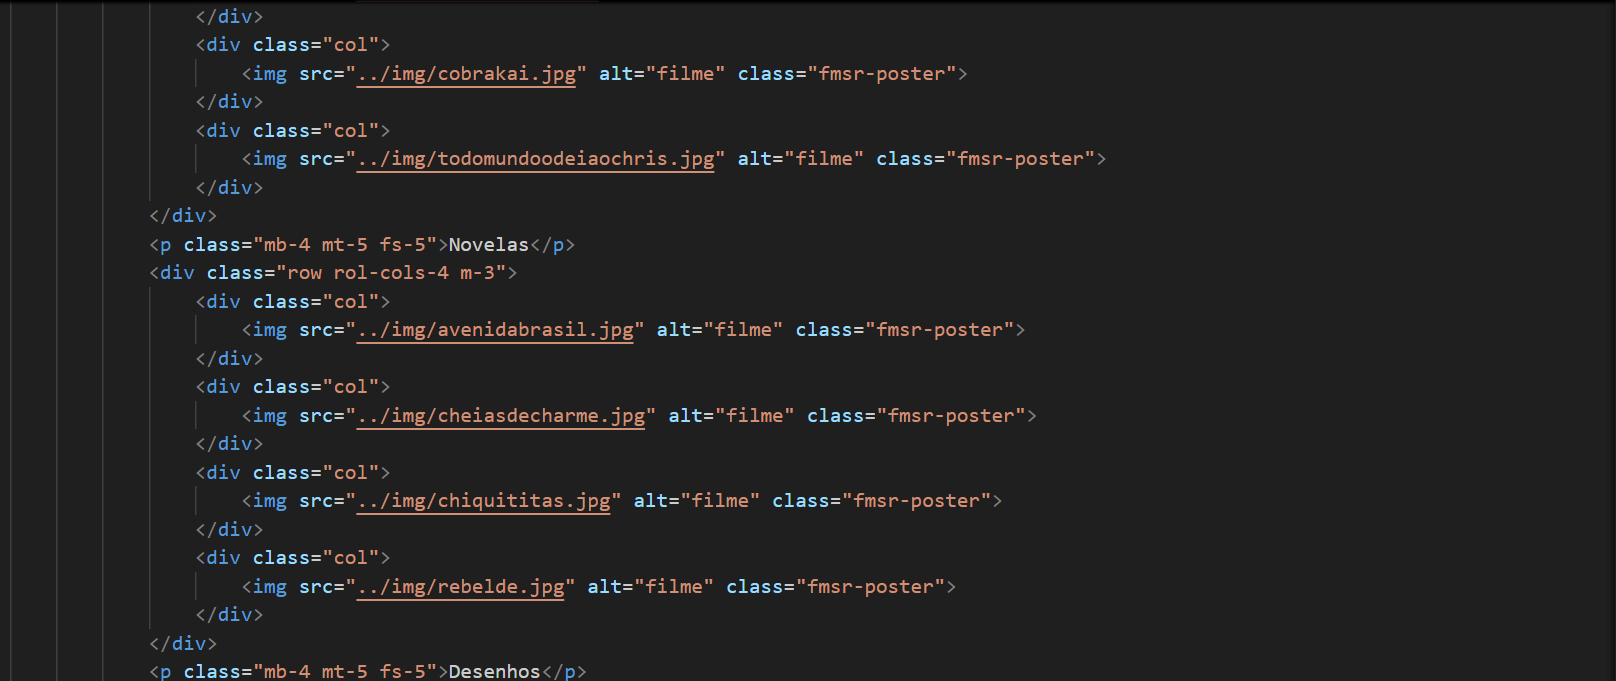 </div>
<div class="col">
<img src="../img/cobrakai.jpg" alt="filme" class="fmsr-poster">
</div>
<div class="col">
<img src="../img/todomundoodeiaochris.jpg" alt="filme" class="fmsr-poster">
</div>
</div>
<p class="mb-4 mt-5 fs-5">Novelas</p>
<div class="row rol-cols-4 m-3">
<div class="col">
<img src="../img/avenidabrasil.jpg" alt="filme" class="fmsr-poster">
</div>
<div class="col">
<img src="../img/cheiasdecharme.jpg" alt="filme" class="fmsr-poster">
</div>
<div class="col">
<img src="../img/chiquititas.jpg" alt="filme" class="fmsr-poster">
</div>
<div class="col">
<img src="../img/rebelde.jpg" alt="filme" class="fmsr-poster">
</div>
</div>
<p class="mb-4 mt-5 fs-5">Desenhos</p>